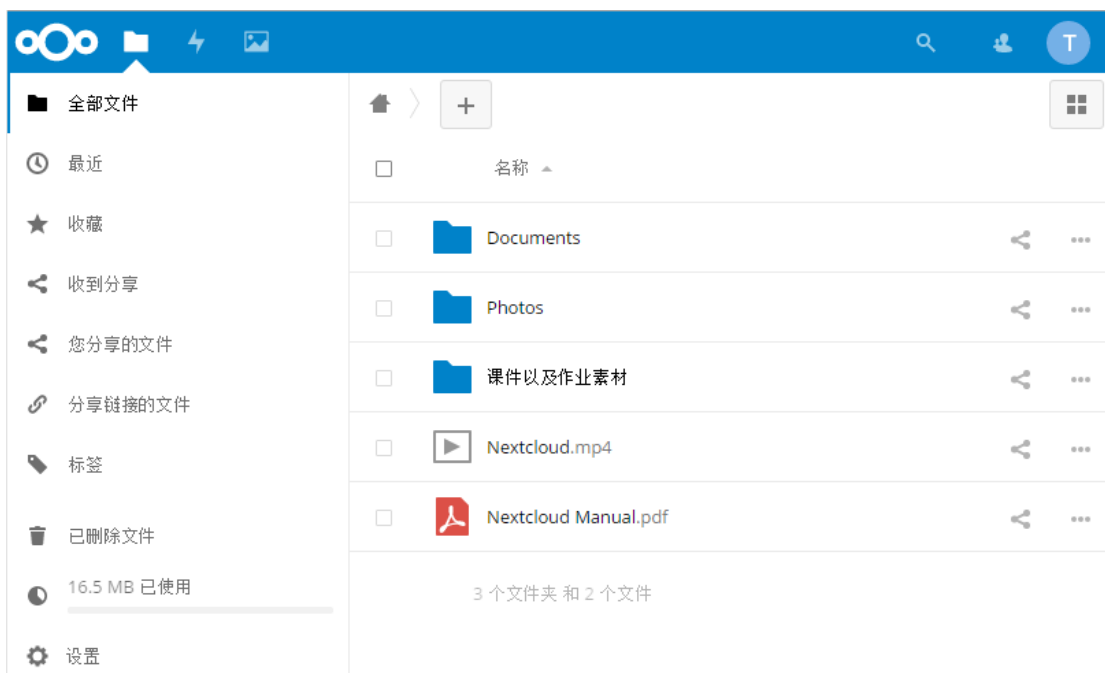 T
全部文件
最近
收藏
收到分享
您分享的文件
分享链接的文件
标签
已删除文件
16.5 MB 已使用
设置
名称
Documents
Photos
课件以及作业素材
Nextcloud.mp4
Nextcloud Manual.pdf
3 个文件夹 和 2 个文件